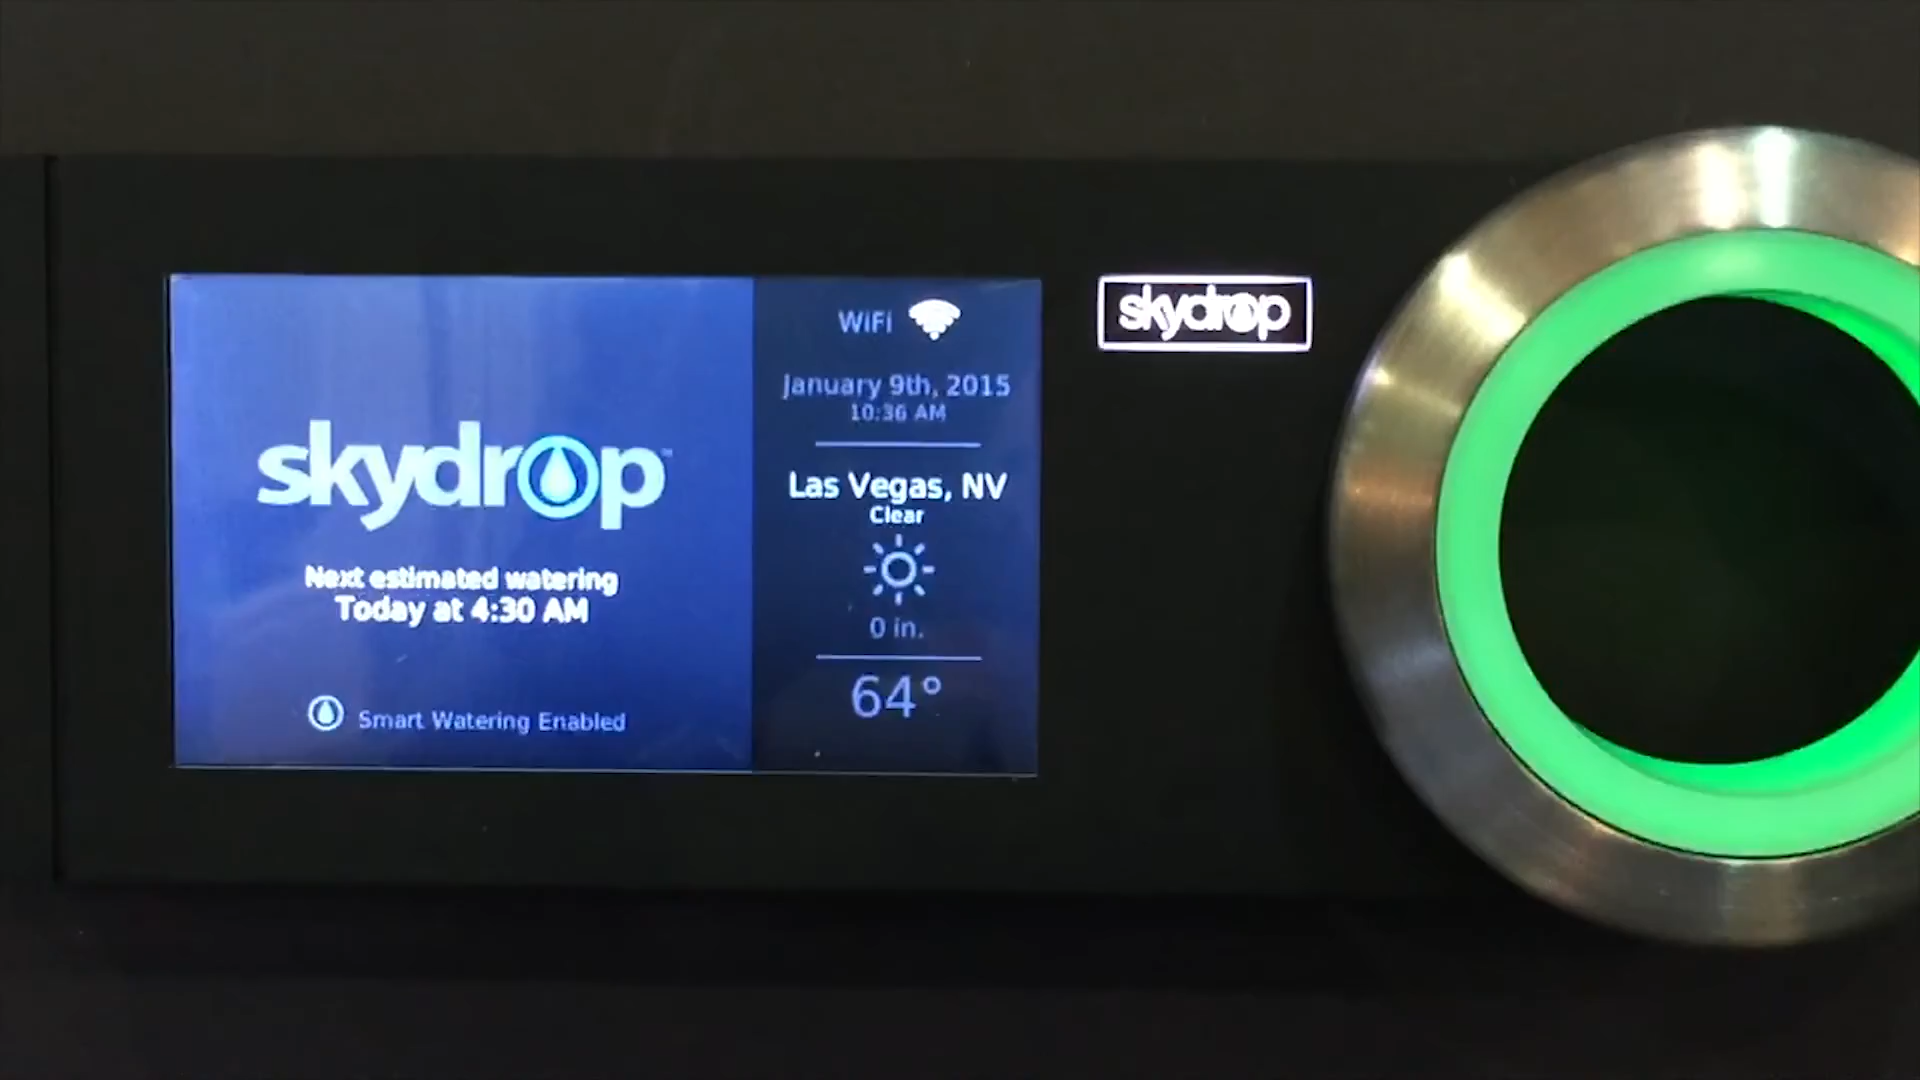 skydrop™
Next estimated watering
Today at 4:30 AM
Smart Watering Enabled
WiFi
January 9th, 2015
10:36 AM
Las Vegas, NV
Clear
0 in.
64°
skydrop